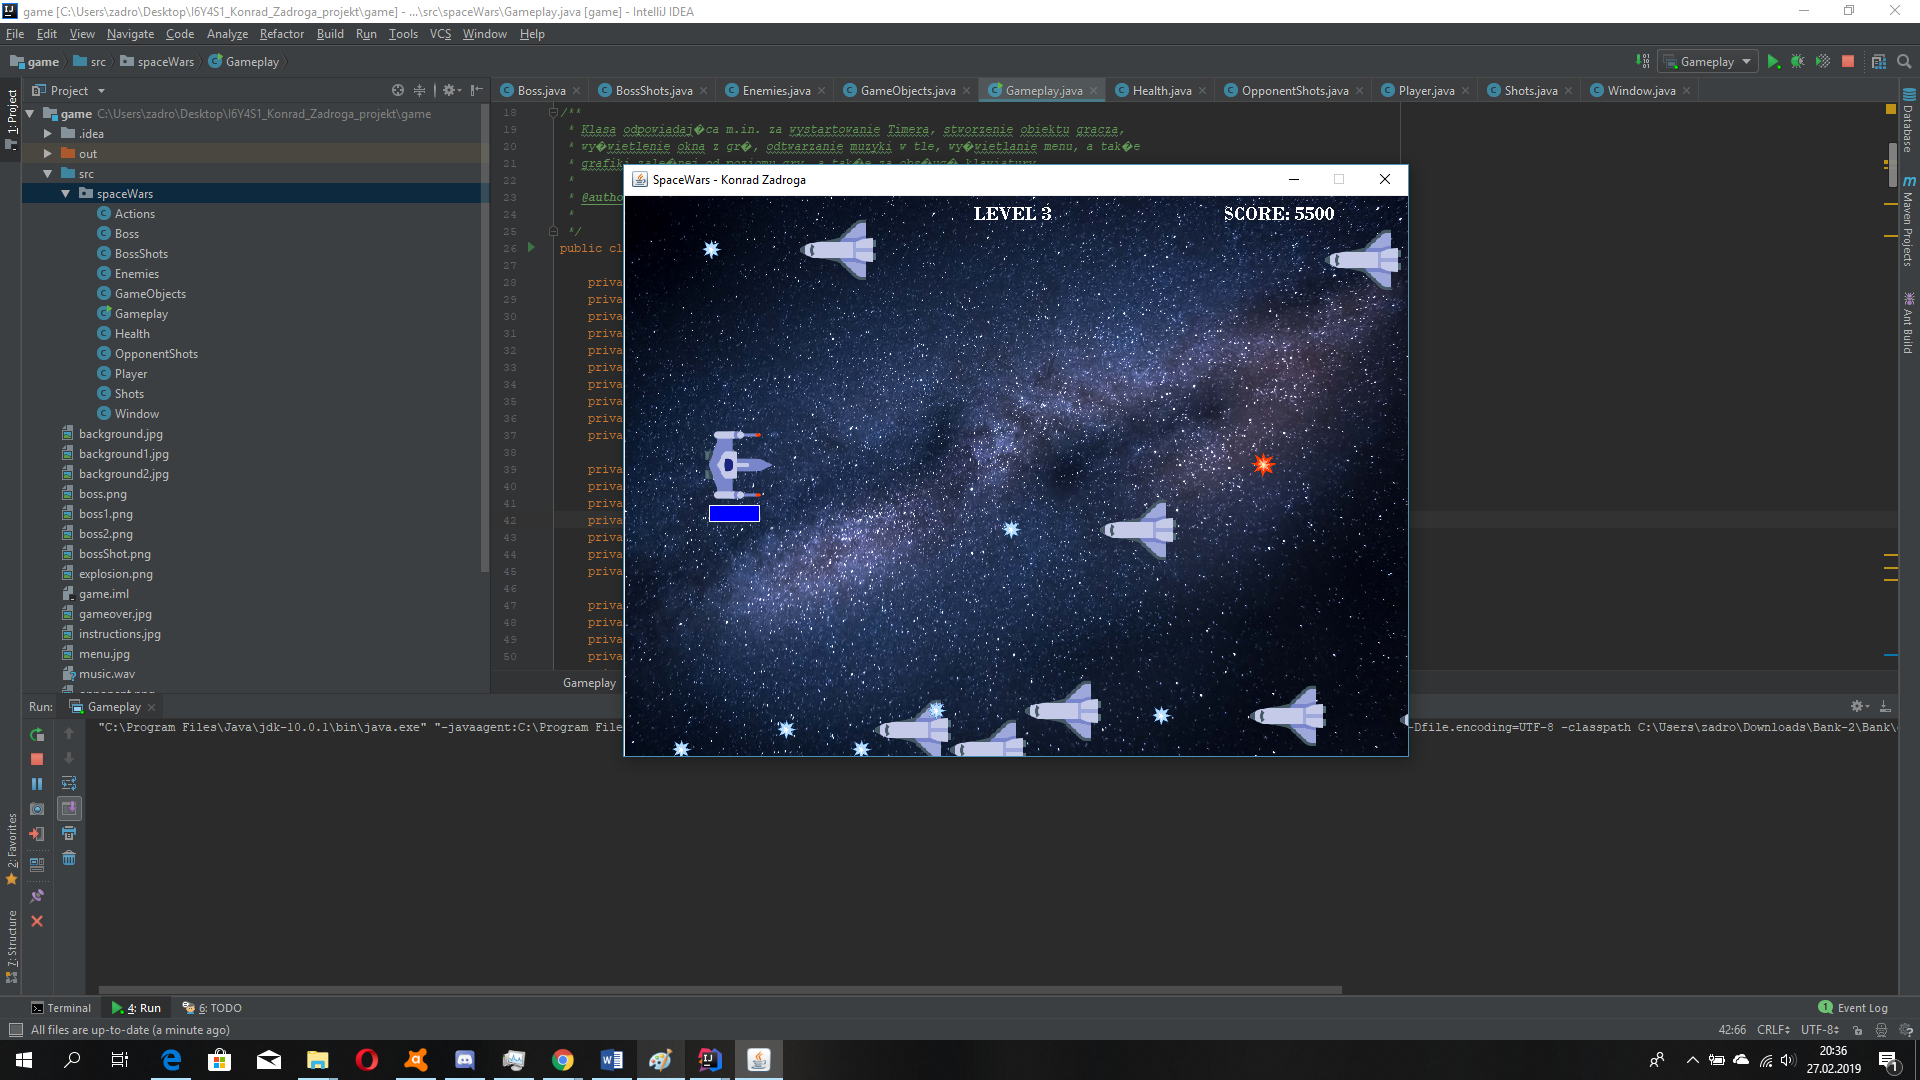 game [C:\Users\zadro\Desktop\I6Y4S1_Konrad_Zadroga_projekt\game] - ...\src\spaceWars\Gameplay.java [game] - IntelliJ IDEA
File Edit View Navigate Code Analyze Refactor Build Run Tools VCS Window Help
game src spaceWars Gameplay
Gameplay
Project
Boss.java BossShots.java Enemies.java GameObjects.java Gameplay.java Health.java OpponentShots.java Player.java Shots.java Window.java
1: Project
game C:\Users\zadro\Desktop\I6Y4S1_Konrad_Zadroga_projekt\game
.idea
out
src
spaceWars
Actions
Boss
BossShots
Enemies
GameObjects
Gameplay
Health
OpponentShots
Player
Shots
Window
background.jpg
background1.jpg
background2.jpg
boss.png
boss1.png
boss2.png
bossShot.png
explosion.png
game.iml
gameover.jpg
instructions.jpg
menu.jpg
music.wav
18 /**
19 * Klasa odpowiadaj�ca m.in. za wystartowanie Timera, stworzenie obiektu gracza,
20 * wy�wietlenie okna z gr�, odtwarzanie muzyki w tle, wy�wietlanie menu, a tak�e
21 * grafiki zale�nej od poziomu gry, a tak�e za obs�ug� klawiatury
22 *
23 * @autho
24 *
25 */
26 public cl
27
28 priva
29 priva
30 priva
31 priva
32 priva
33 priva
34 priva
35 priva
36 priva
37 priva
38
39 priva
40 priva
41 priva
42 priva
43 priva
44 priva
45 priva
46
47 priva
48 priva
49 priva
50 priva
Gameplay
SpaceWars - Konrad Zadroga
LEVEL 3
SCORE: 5500
Database
Maven Projects
Ant Build
Run: Gameplay
"C:\Program Files\Java\jdk-10.0.1\bin\java.exe" "-javaagent:C:\Program File
-Dfile.encoding=UTF-8 -classpath C:\Users\zadro\Downloads\Bank-2\Bank\
2: Favorites
7: Structure
Terminal 4: Run 6: TODO
1 Event Log
All files are up-to-date (a minute ago)
42:66 CRLF UTF-8
20:36
27.02.2019
1